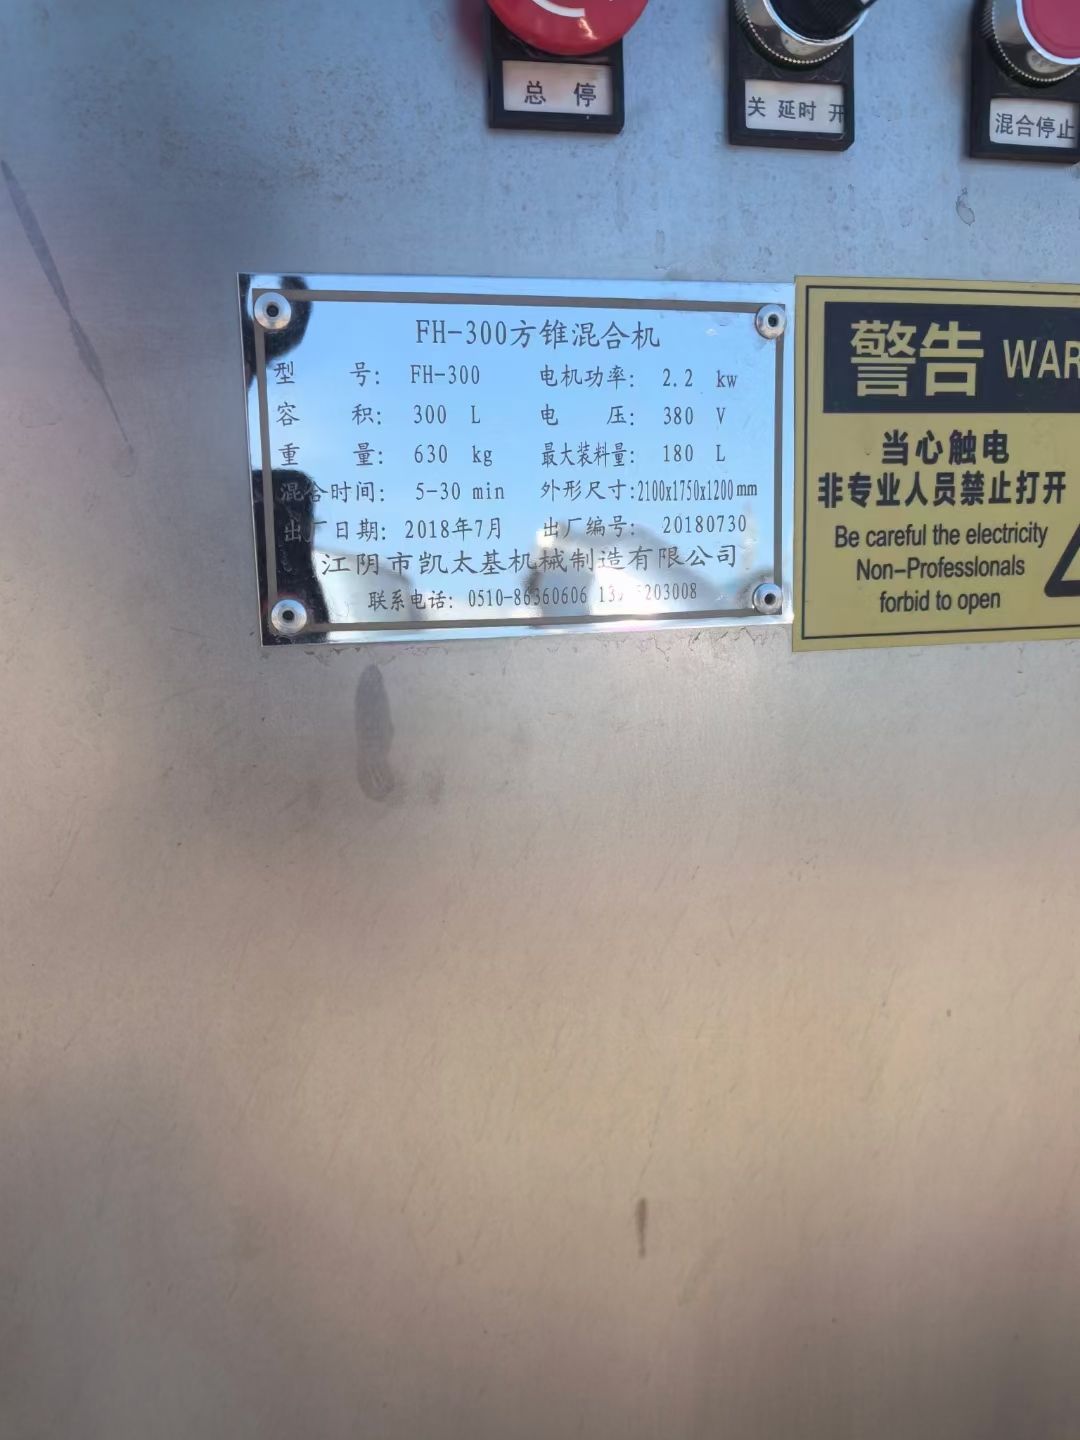 总 停
关 延时 开
混合停止
FH-300方锥混合机
型 号: FH-300 电机功率: 2.2 kw
容 积: 300 L 电 压: 380 V
重 量: 630 kg 最大装料量: 180 L
混合时间: 5-30 min 外形尺寸:2100x1750x1200mm
出厂日期: 2018年7月 出厂编号: 20180730
江阴市凯太基机械制造有限公司
联系电话: 0510-86360606
警告 WAR
当心触电
非专业人员禁止打开
Be careful the electricity
Non-Professlonals
forbid to open